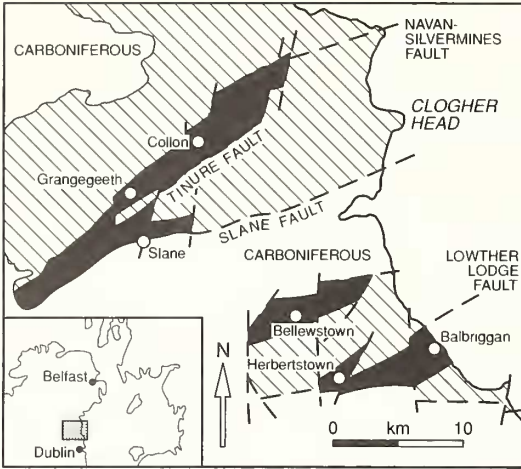 NAVAN-
SILVERMINES
FAULT
CARBONIFEROUS
CLOGHER
HEAD
Collon
TINURE FAULT
Grangegeeth
SLANE FAULT
Slane
CARBONIFEROUS
LOWTHER
LODGE
FAULT
Bellewstown
Balbriggan
Herbertstown
N
Belfast
Dublin
0 km 10